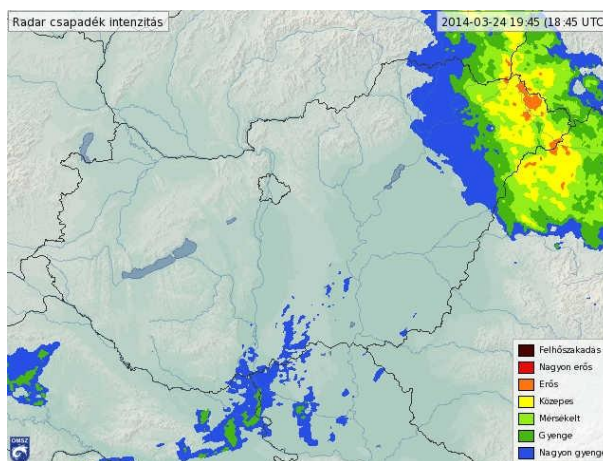 Radar csapadék intenzitás
2014-03-24 19:45 (18:45 UTC
Felhőszakadás
Nagyon erős
Erős
Közepes
Mérsékelt
Gyenge
Nagyon gyenge
OMSZ